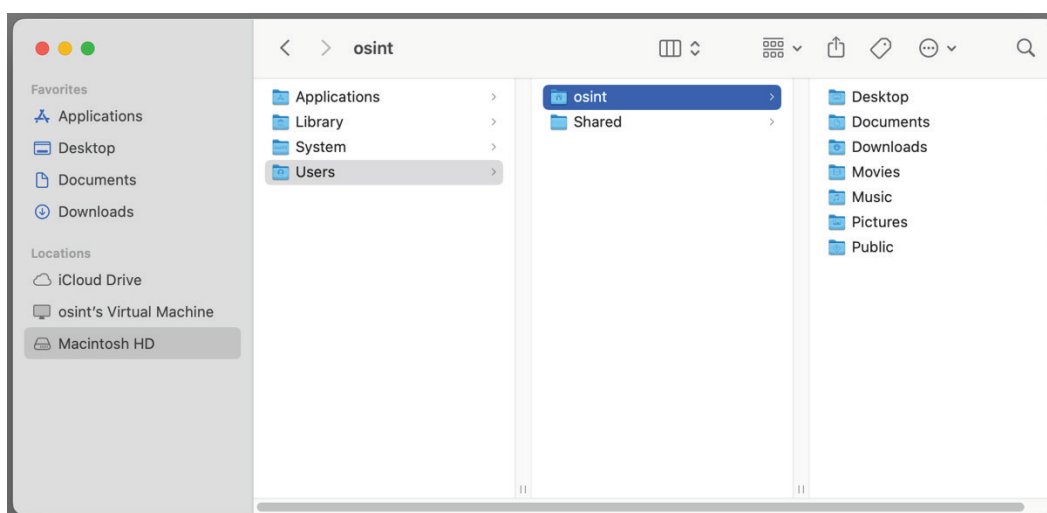 osint
Favorites
Applications
Desktop
Documents
Downloads
Locations
iCloud Drive
osint's Virtual Machine
Macintosh HD
Applications
Library
System
Users
osint
Shared
Desktop
Documents
Downloads
Movies
Music
Pictures
Public